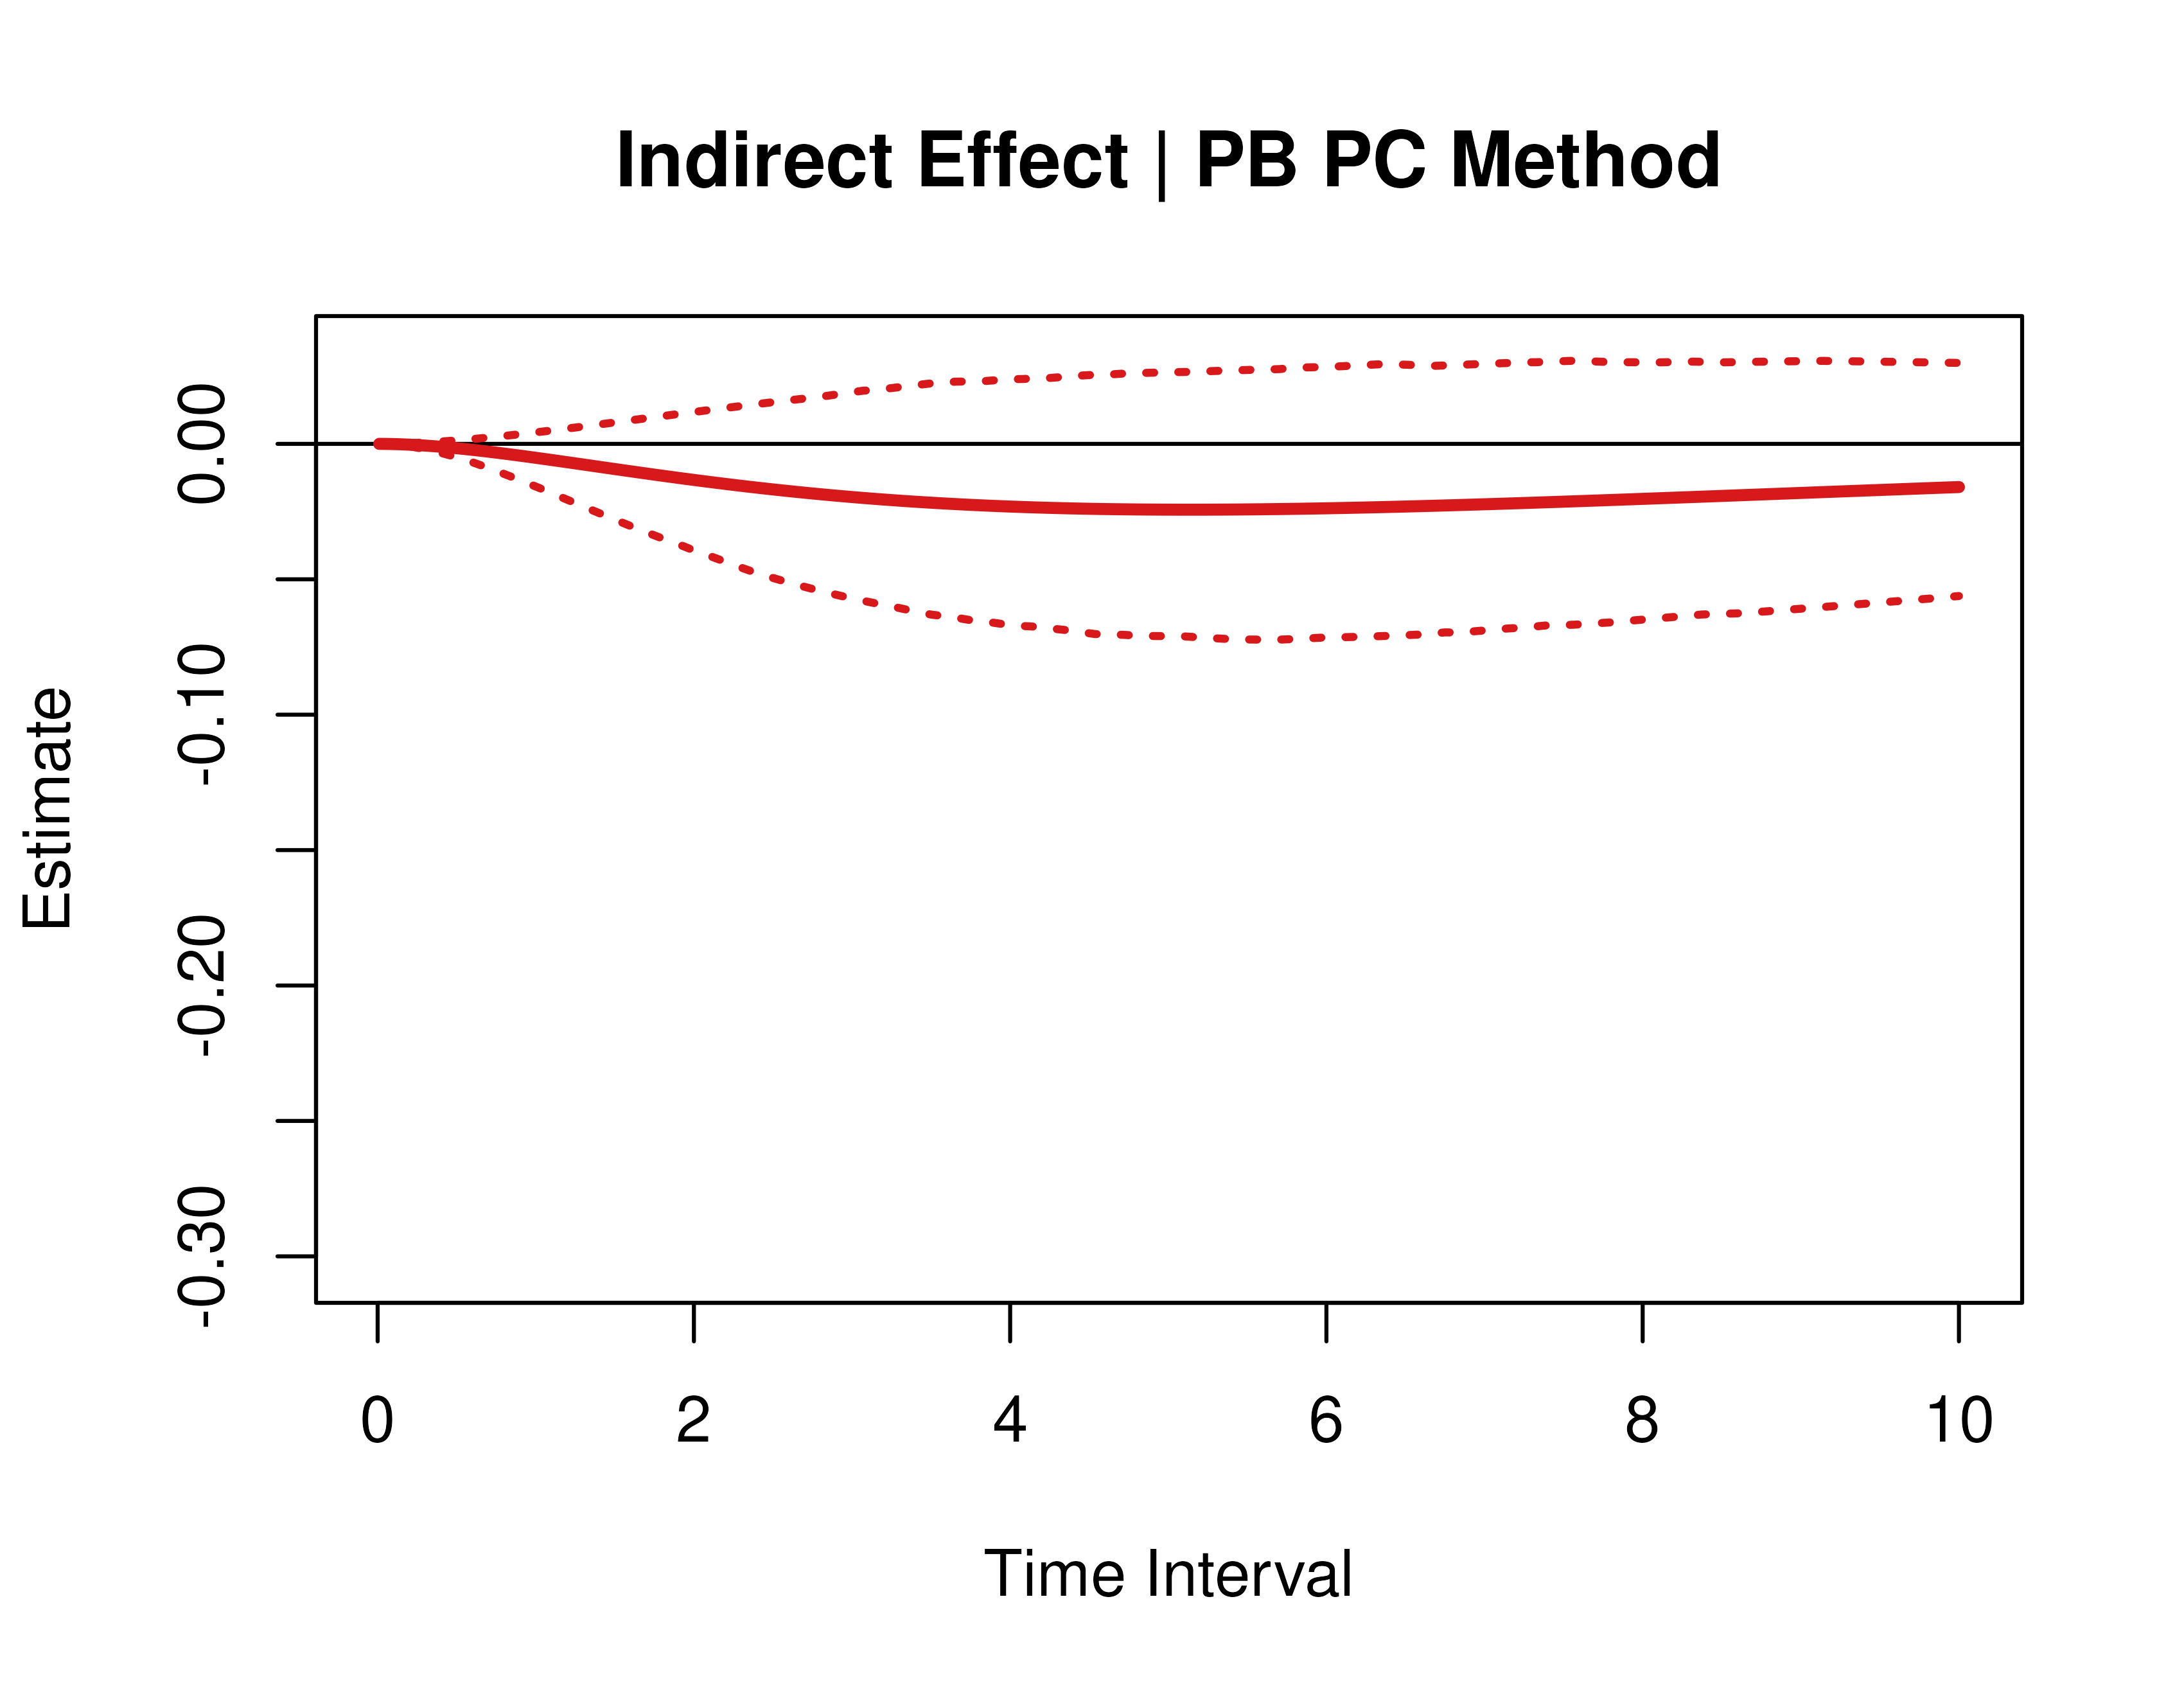 Indirect Effect | PB PC Method
Estimate
0.00
-0.10
-0.20
-0.30
0 2 4 6 8 10
Time Interval